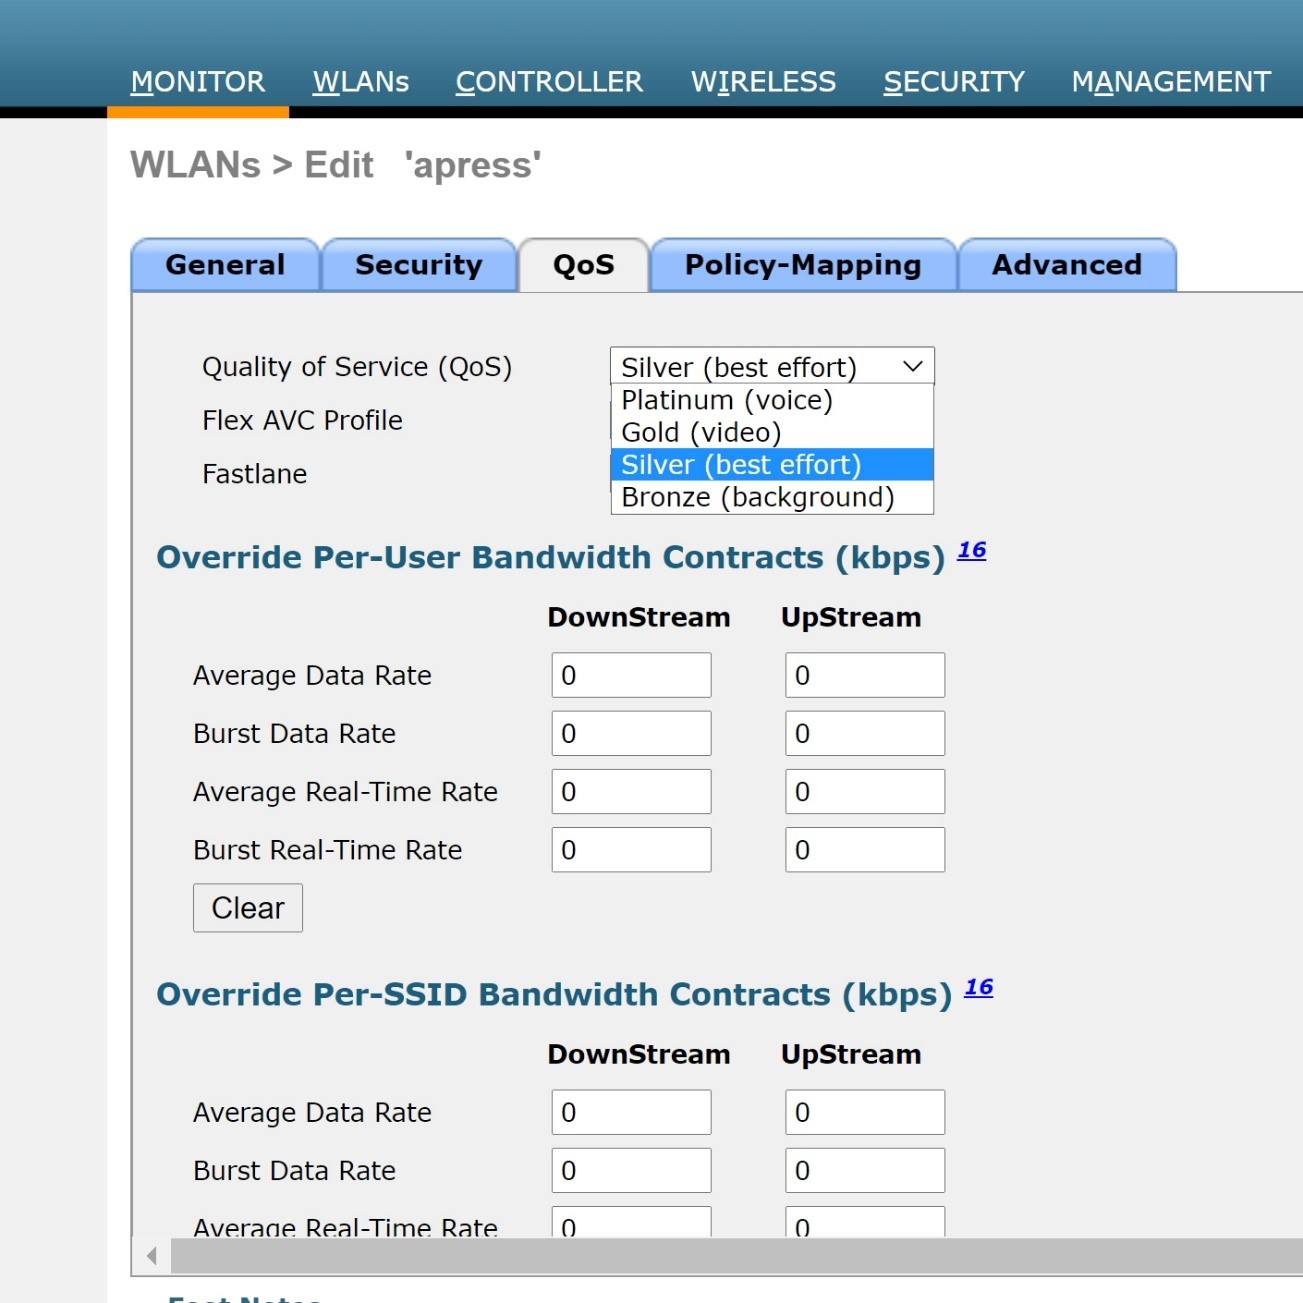 MONITOR WLANs CONTROLLER WIRELESS SECURITY MANAGEMENT
WLANs > Edit 'apress'
General Security QoS Policy-Mapping Advanced
Quality of Service (QoS) Silver (best effort)
Platinum (voice)
Flex AVC Profile
Gold (video)
Silver (best effort)
Fastlane
Bronze (background)
Override Per-User Bandwidth Contracts (kbps) 16
DownStream UpStream
Average Data Rate 0 0
Burst Data Rate 0 0
Average Real-Time Rate 0 0
Burst Real-Time Rate 0 0
Clear
Override Per-SSID Bandwidth Contracts (kbps) 16
DownStream UpStream
Average Data Rate 0 0
Burst Data Rate 0 0
Average Real-Time Rate 0 0
Foot Notes